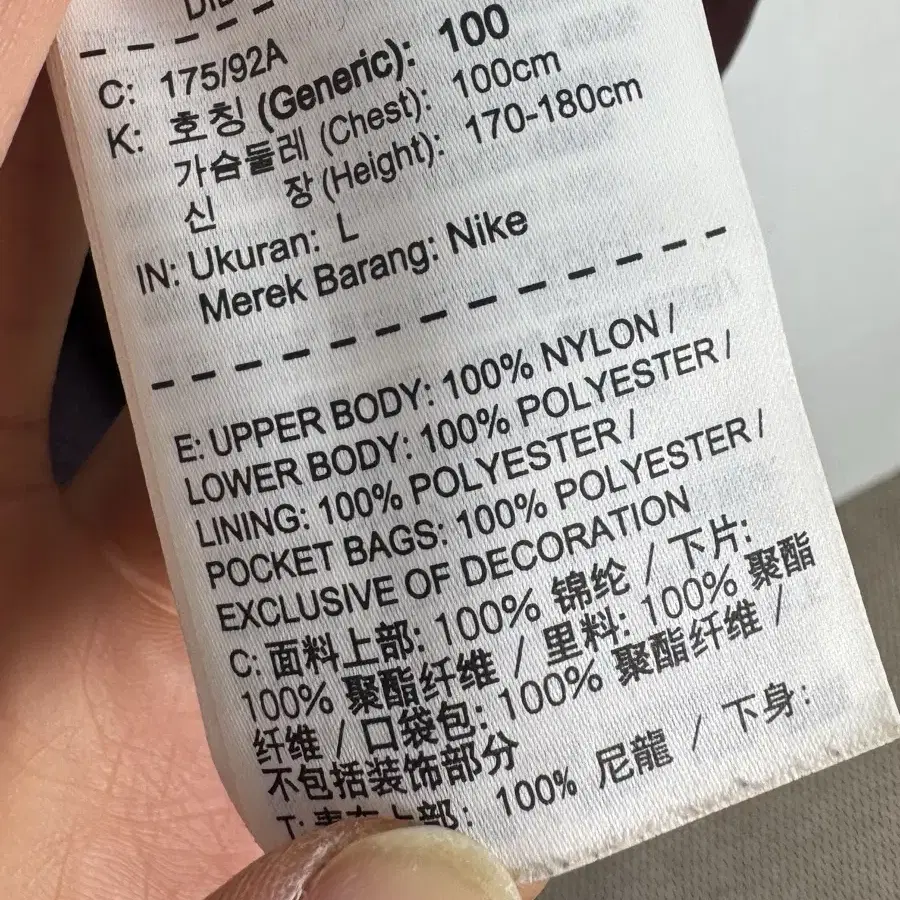 C: 175/92A
K: 호칭 (Generic): 100
가슴둘레 (Chest): 100cm
신 장 (Height): 170-180cm
IN: Ukuran: L
Merek Barang: Nike
E: UPPER BODY: 100% NYLON /
LOWER BODY: 100% POLYESTER /
LINING: 100% POLYESTER /
POCKET BAGS: 100% POLYESTER /
EXCLUSIVE OF DECORATION
C: 面料上部: 100% 锦纶 / 下片:
100% 聚酯纤维 / 里料: 100% 聚酯
纤维 / 口袋包: 100% 聚酯纤维 /
不包括装饰部分
T: 表布上部: 100% 尼龍 / 下身: